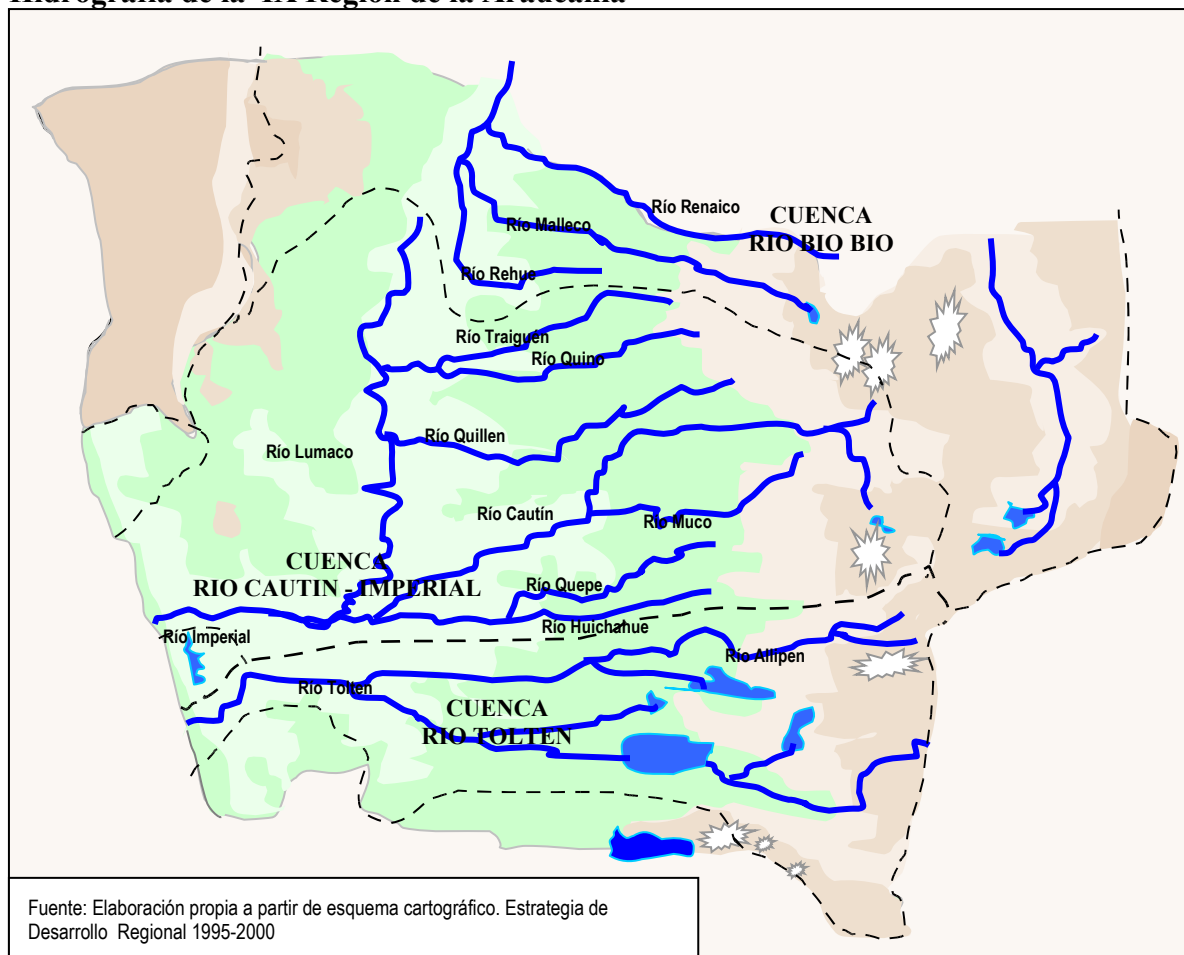 Hidrografía de la IX Región de la Araucanía
Río Renaico
CUENCA
RIO BIO BIO
Río Malleco
Río Rehue
Río Traiguén
Río Quino
Río Quillen
Río Lumaco
Río Cautín
Río Muco
CUENCA
RIO CAUTIN - IMPERIAL
Río Quepe
Río Huichahue
Río Imperial
Río Allipen
Río Tolten
CUENCA
RIO TOLTEN
Fuente: Elaboración propia a partir de esquema cartográfico. Estrategia de
Desarrollo Regional 1995-2000